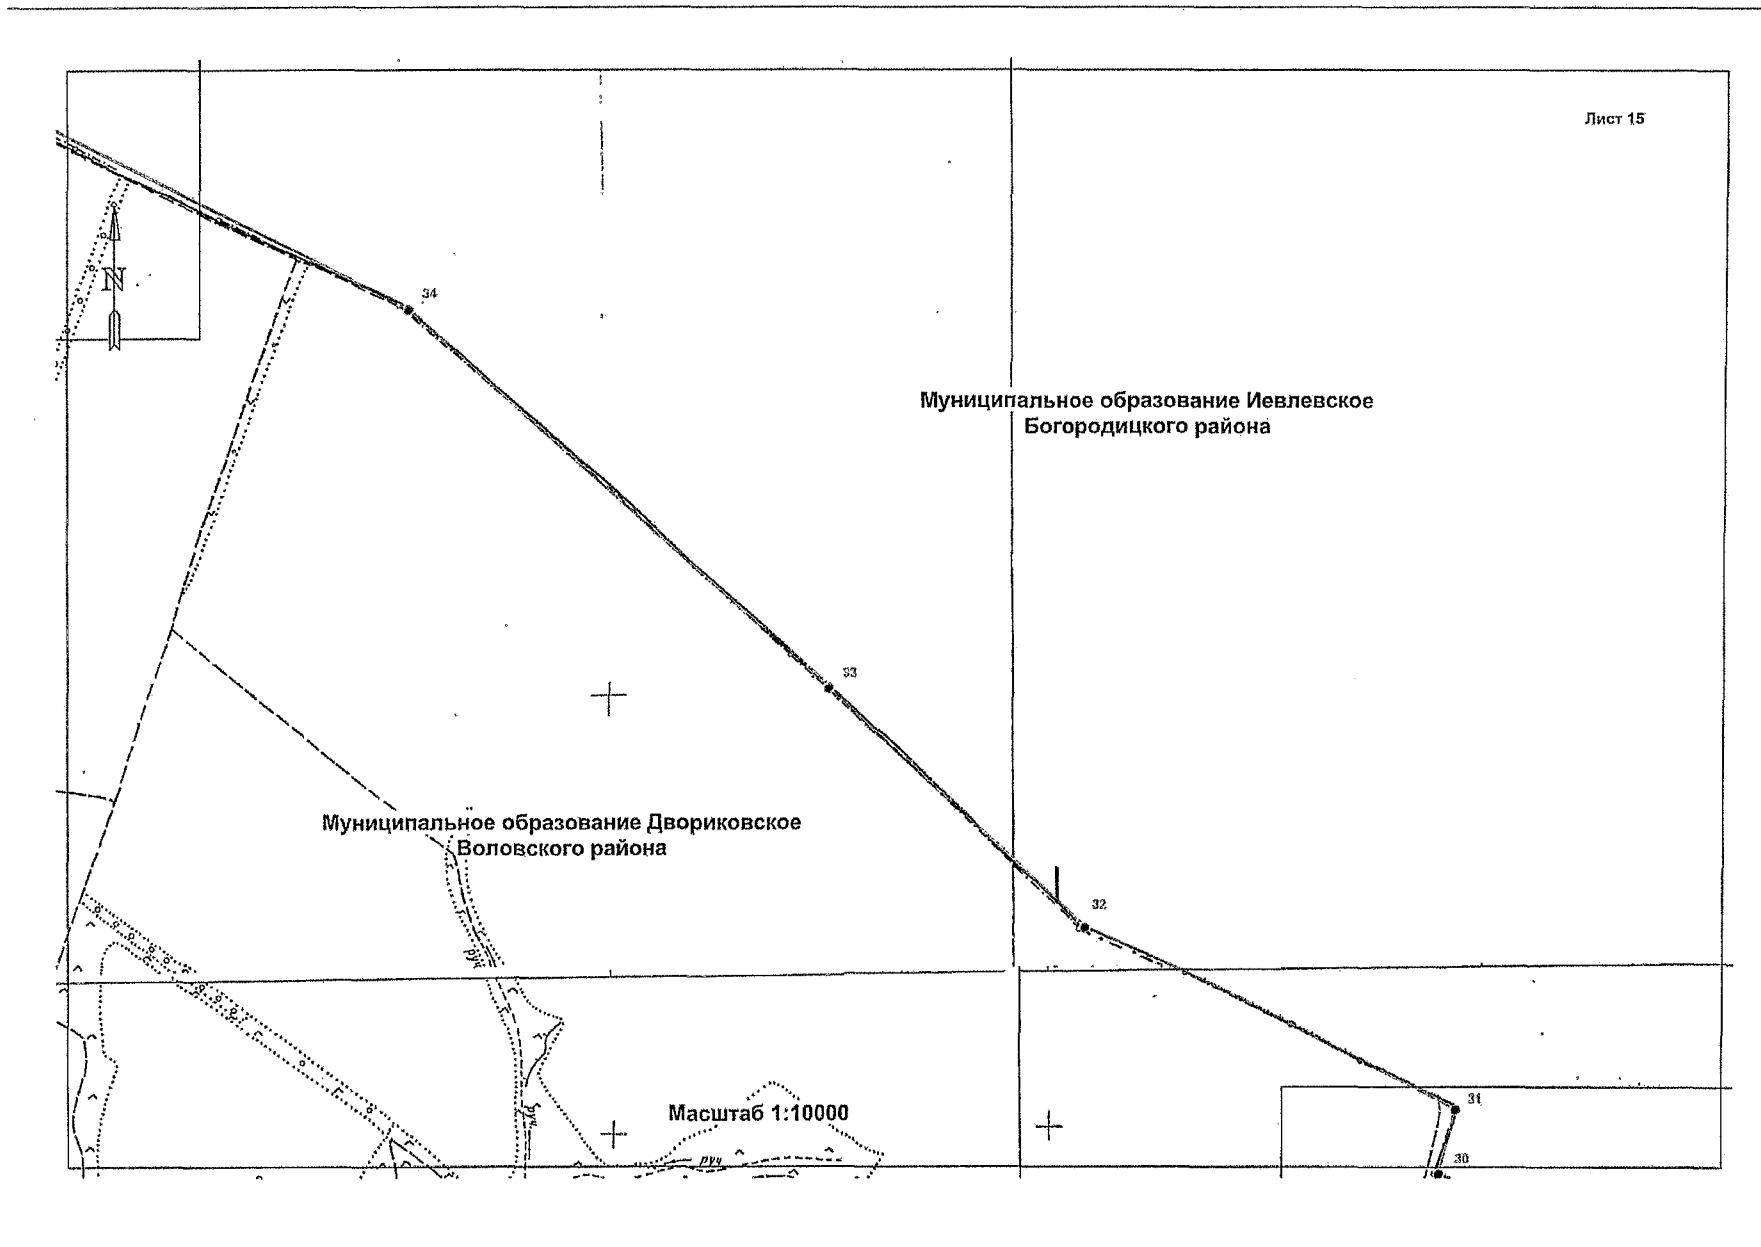 Лист 15
N
34
Муниципальное образование Иевлевское
Богородицкого района
33
Муниципальное образование Двориковское
Воловского района
32
руч
31
Масштаб 1:10000
руч
руч
30